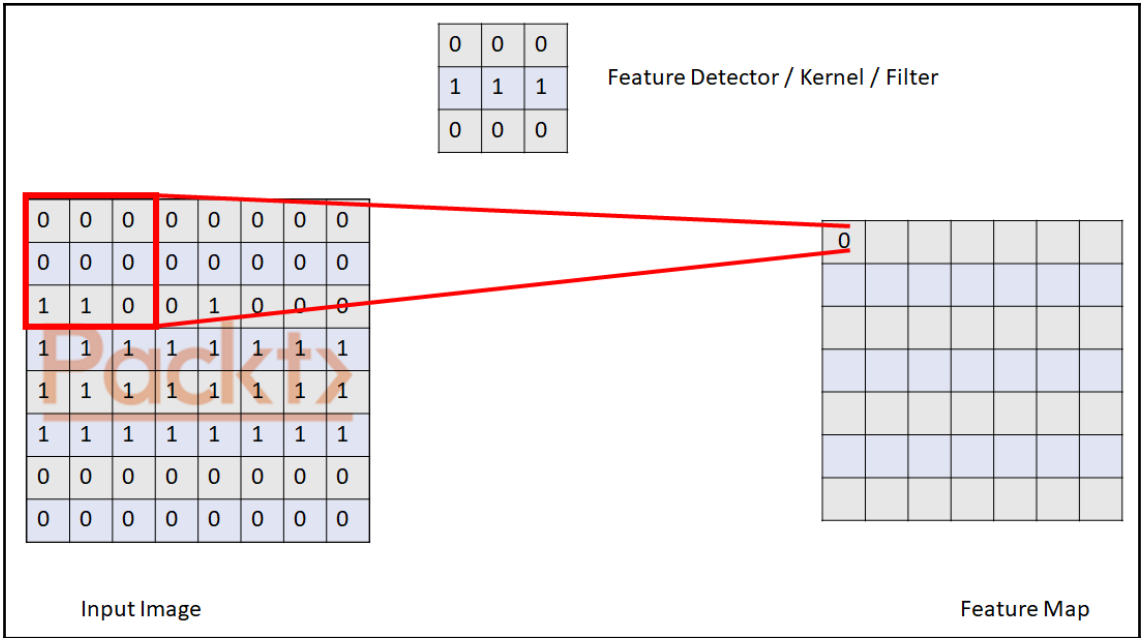 0 0 0
1 1 1
0 0 0
Feature Detector / Kernel / Filter
0 0 0 0 0 0 0 0
0 0 0 0 0 0 0 0
1 1 0 0 1 0 0 0
1 1 1 1 1 1 1 1
1 1 1 1 1 1 1 1
1 1 1 1 1 1 1 1
0 0 0 0 0 0 0 0
0 0 0 0 0 0 0 0
Packt>
0
Input Image
Feature Map